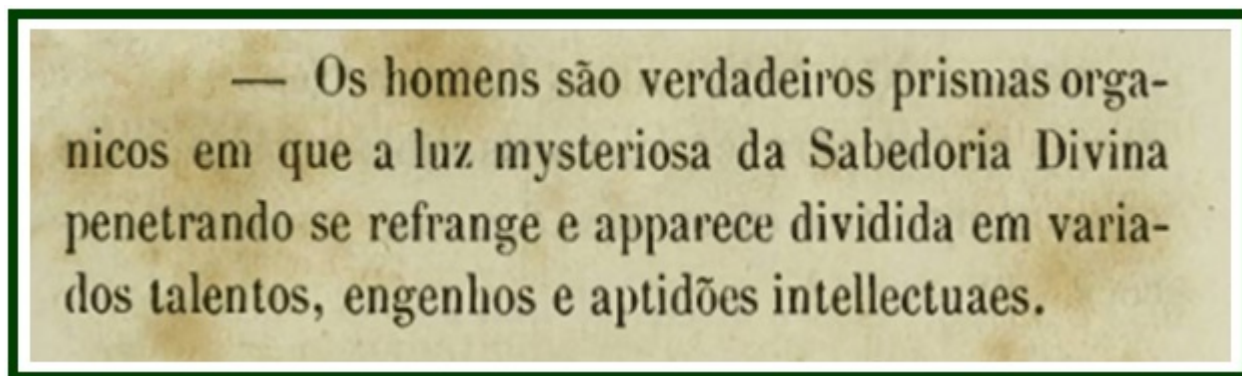 — Os homens são verdadeiros prismas orga-
nicos em que a luz mysteriosa da Sabedoria Divina
penetrando se refrange e apparece dividida em varia-
dos talentos, engenhos e aptidões intellectuaes.